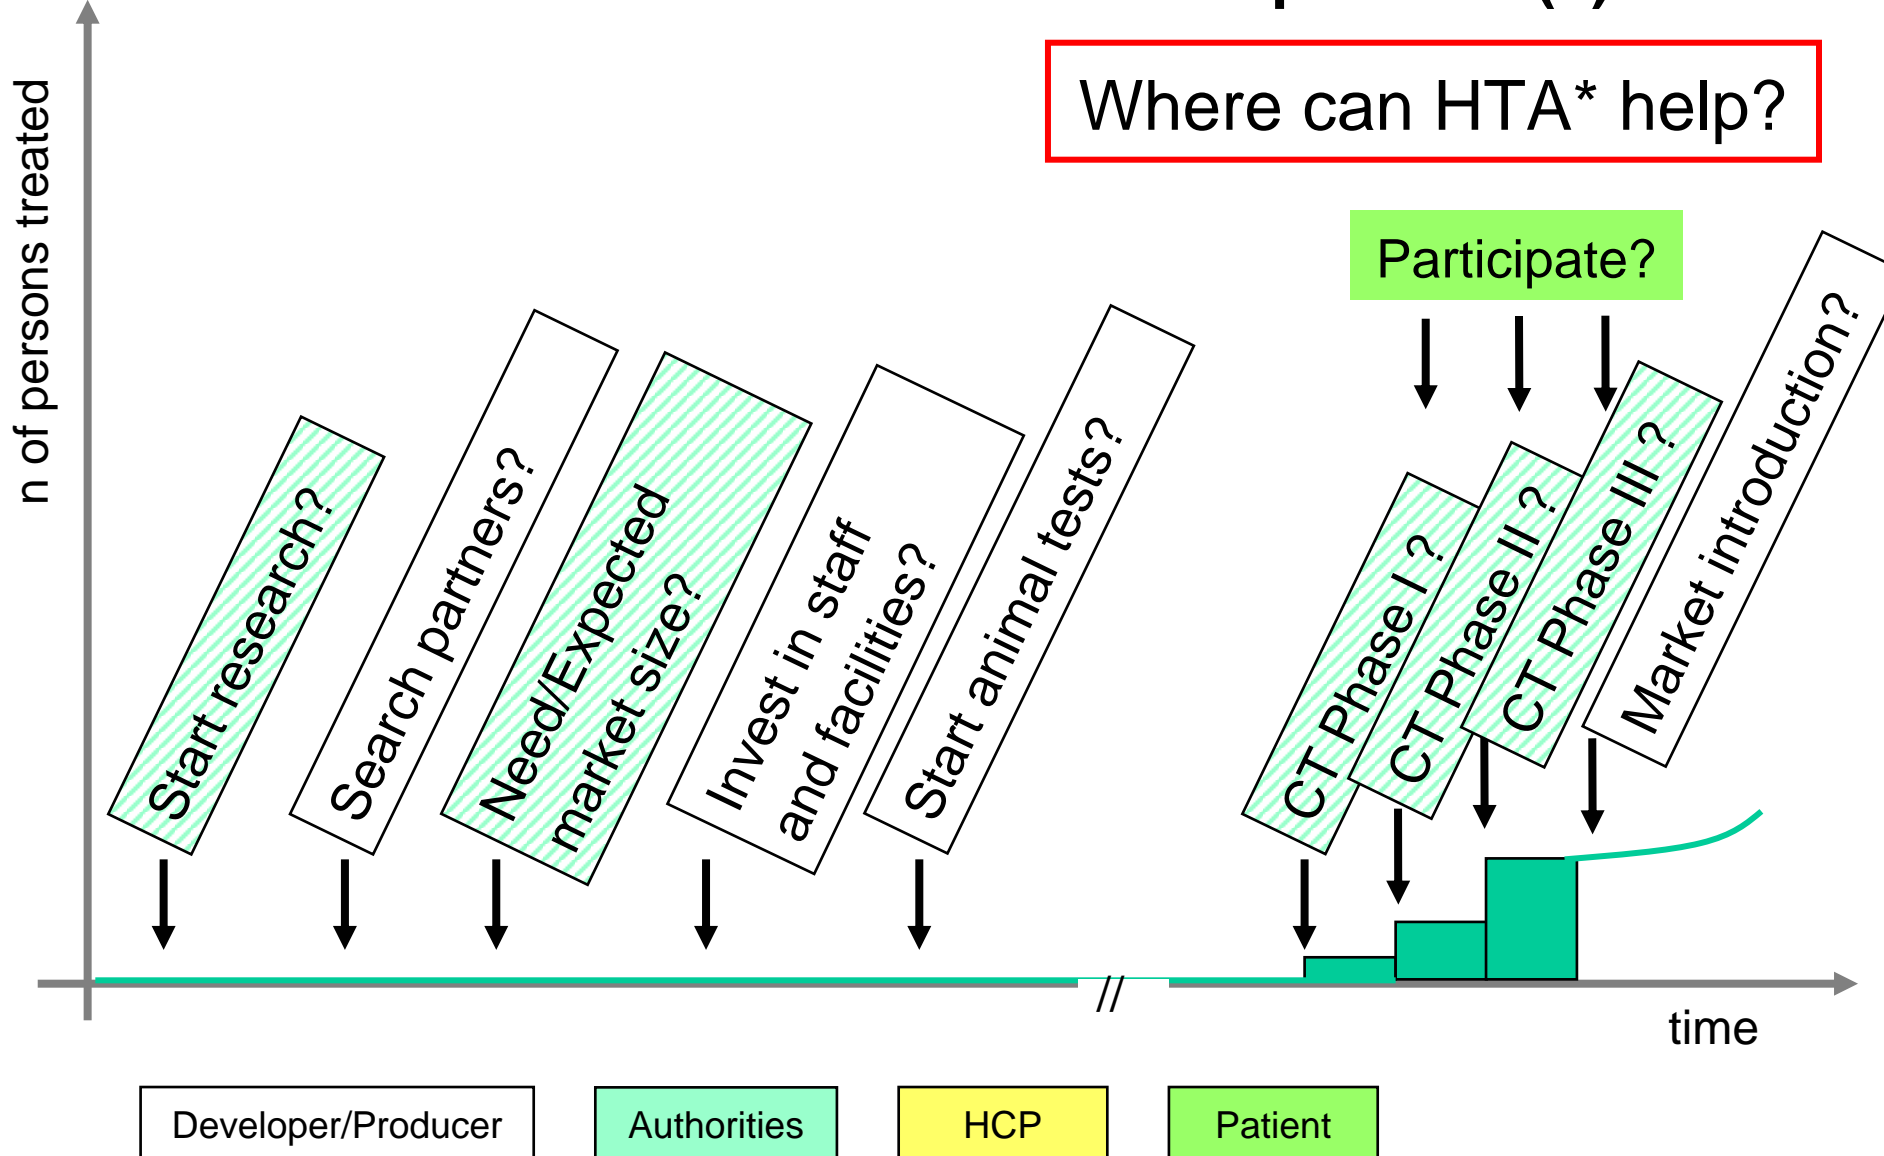 Where can HTA* help?
n of persons treated
Participate?
Start research?
Search partners?
Need/Expected
market size?
Invest in staff
and facilities?
Start animal tests?
CT Phase I ?
CT Phase II ?
CT Phase III ?
Market introduction?
//
time
Developer/Producer
Authorities
HCP
Patient